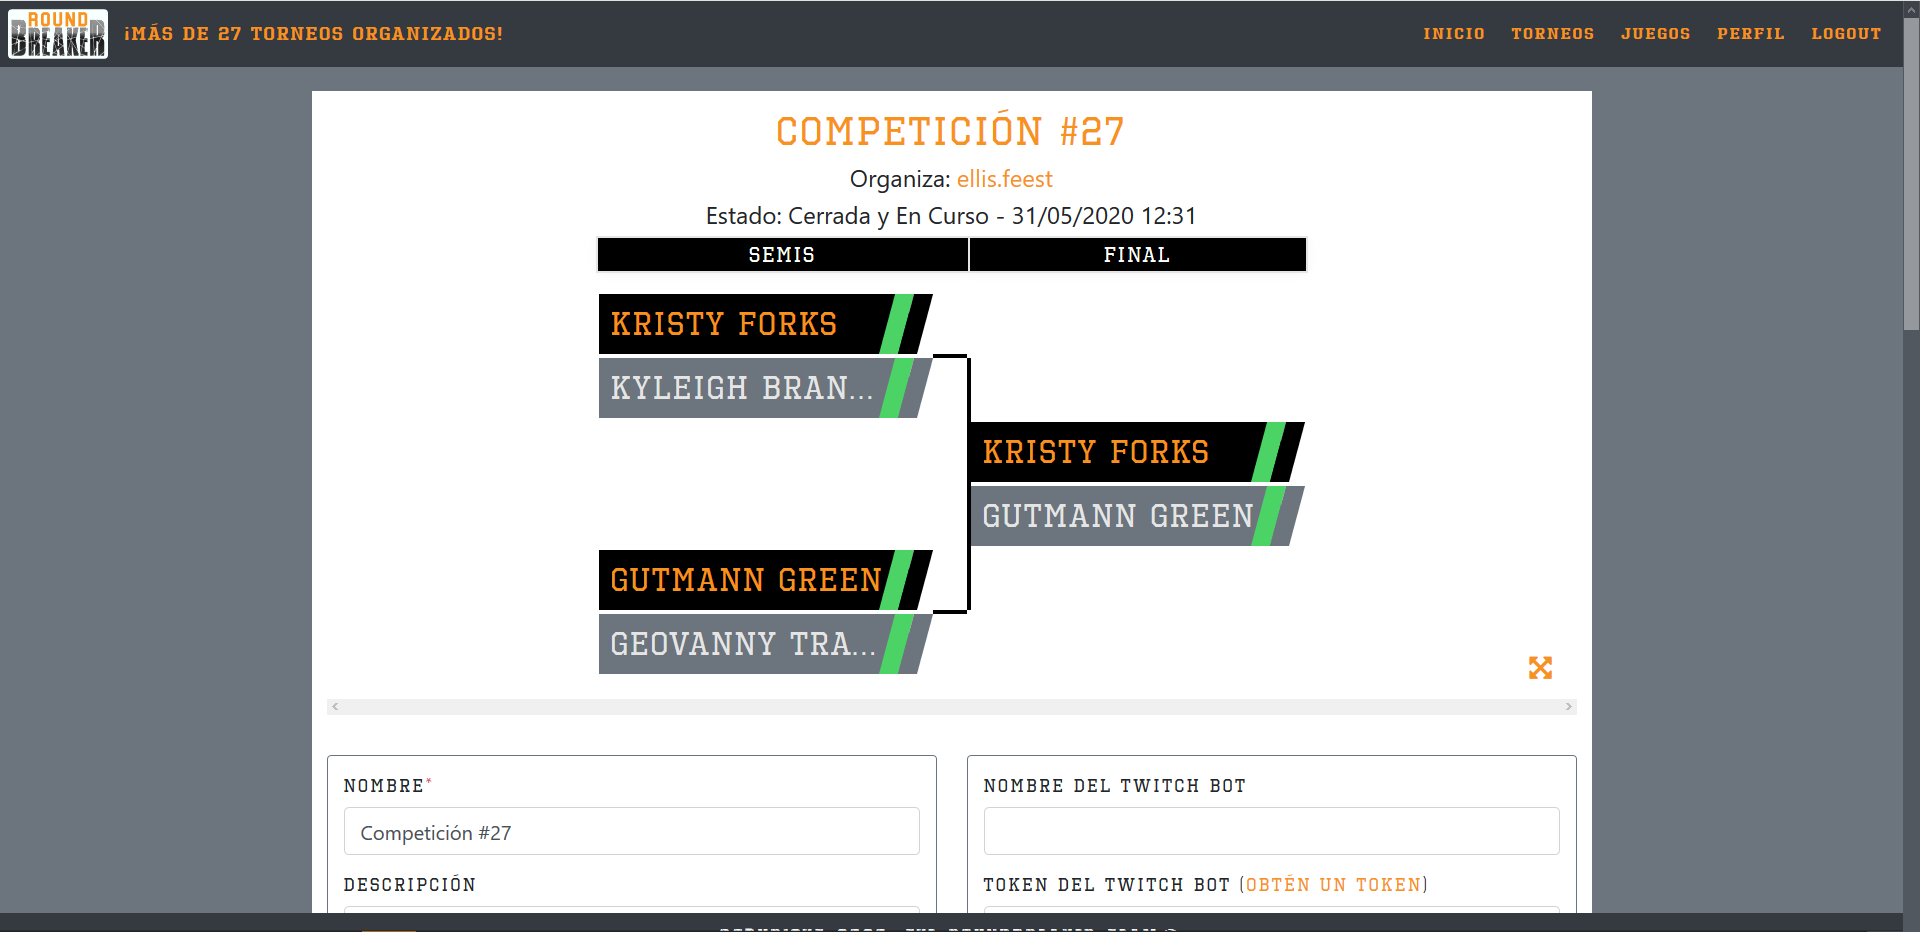 ROUND
BREAKER
¡MÁS DE 27 TORNEOS ORGANIZADOS!
INICIO TORNEOS JUEGOS PERFIL LOGOUT
COMPETICIÓN #27
Organiza: ellis.feest
Estado: Cerrada y En Curso - 31/05/2020 12:31
SEMIS FINAL
KRISTY FORKS
KYLEIGH BRAN...
KRISTY FORKS
GUTMANN GREEN
GUTMANN GREEN
GEOVANNY TRA...
NOMBRE*
Competición #27
DESCRIPCIÓN
NOMBRE DEL TWITCH BOT
TOKEN DEL TWITCH BOT (OBTÉN UN TOKEN)